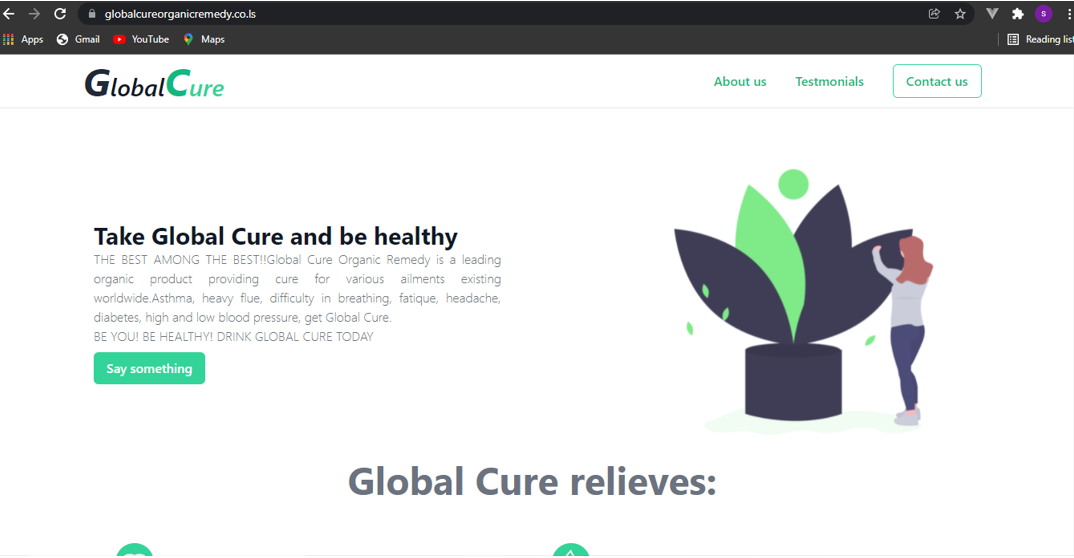 globalcureorganicremedy.co.ls
S
Apps
Gmail
YouTube
Maps
Reading list
GlobalCure
About us
Testmonials
Contact us
Take Global Cure and be healthy
THE BEST AMONG THE BEST!!Global Cure Organic Remedy is a leading
organic product providing cure for various ailments existing
worldwide.Asthma, heavy flue, difficulty in breathing, fatique, headache,
diabetes, high and low blood pressure, get Global Cure.
BE YOU! BE HEALTHY! DRINK GLOBAL CURE TODAY
Say something
Global Cure relieves: